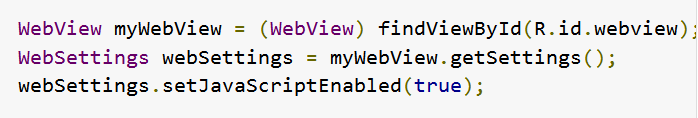 WebView myWebView = (WebView) findViewById(R.id.webview);
WebSettings webSettings = myWebView.getSettings();
webSettings.setJavaScriptEnabled(true);